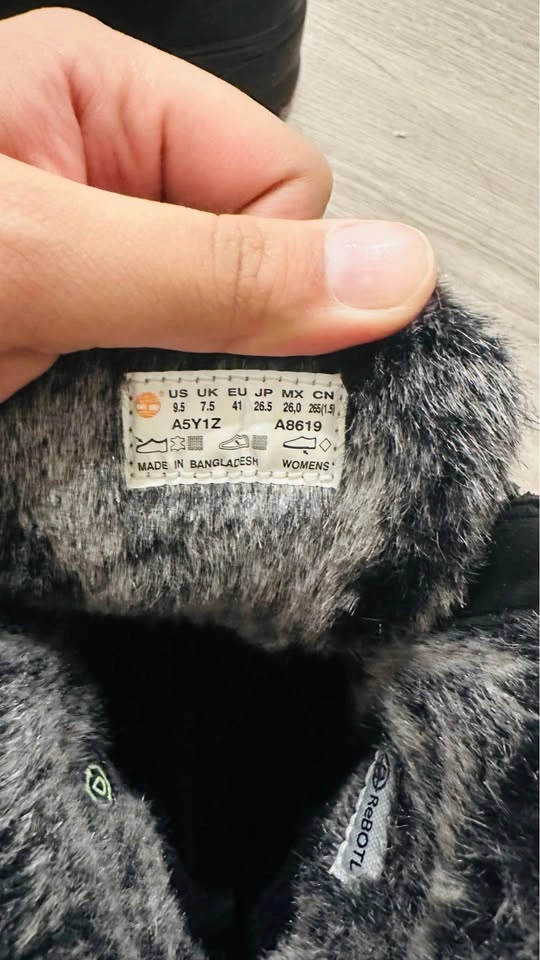 US UK EU JP MX CN
9.5 7.5 41 26.5 26,0 265(1.5)
A5Y1Z A8619
MADE IN BANGLADESH WOMENS
ReBOTL